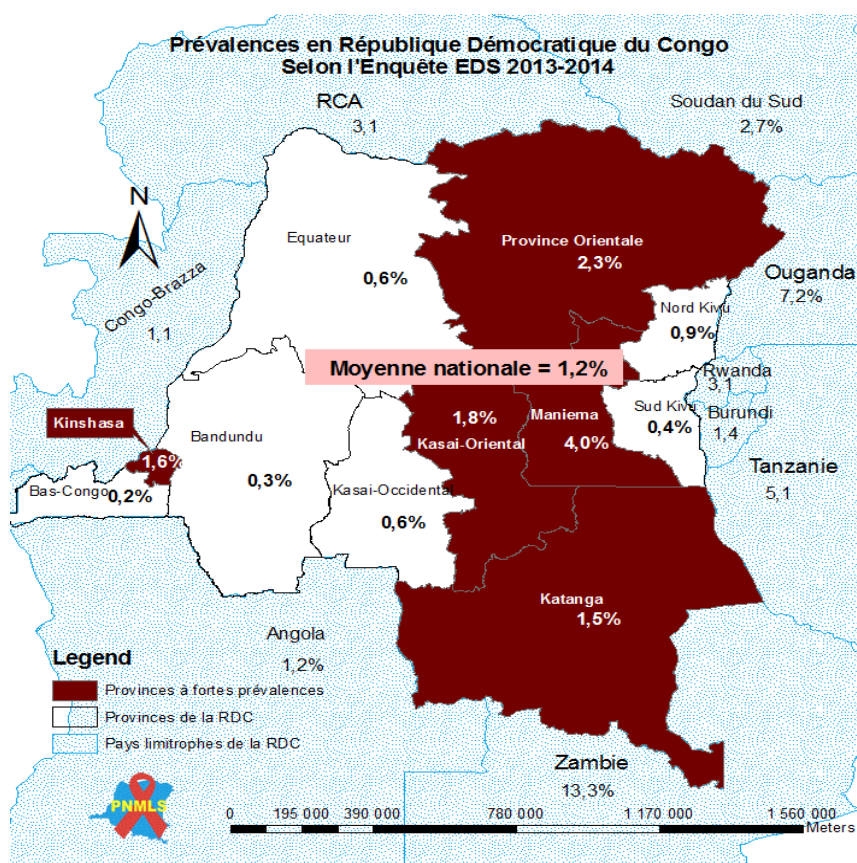 Prévalences en République Démocratique du Congo
Selon l'Enquête EDS 2013-2014
RCA
3,1
Soudan du Sud
2,7%
N
Equateur
0,6%
Province Orientale
2,3%
Ouganda
7,2%
Congo-Brazza
1,1
Nord Kivu
0,9%
Moyenne nationale = 1,2%
Rwanda
3,1
Kinshasa
1,6%
Bandundu
0,3%
1,8%
Kasai-Oriental
Maniema
4,0%
Sud Kivu
0,4%
Burundi
1,4
Tanzanie
5,1
Bas-Congo
0,2%
Kasai-Occidental
0,6%
Katanga
1,5%
Angola
1,2%
Zambie
13,3%
Legend
Provinces à fortes prévalences
Provinces de la RDC
Pays limitrophes de la RDC
PNMLS
0 195 000 390 000 780 000 1 170 000 1 560 000
Meters